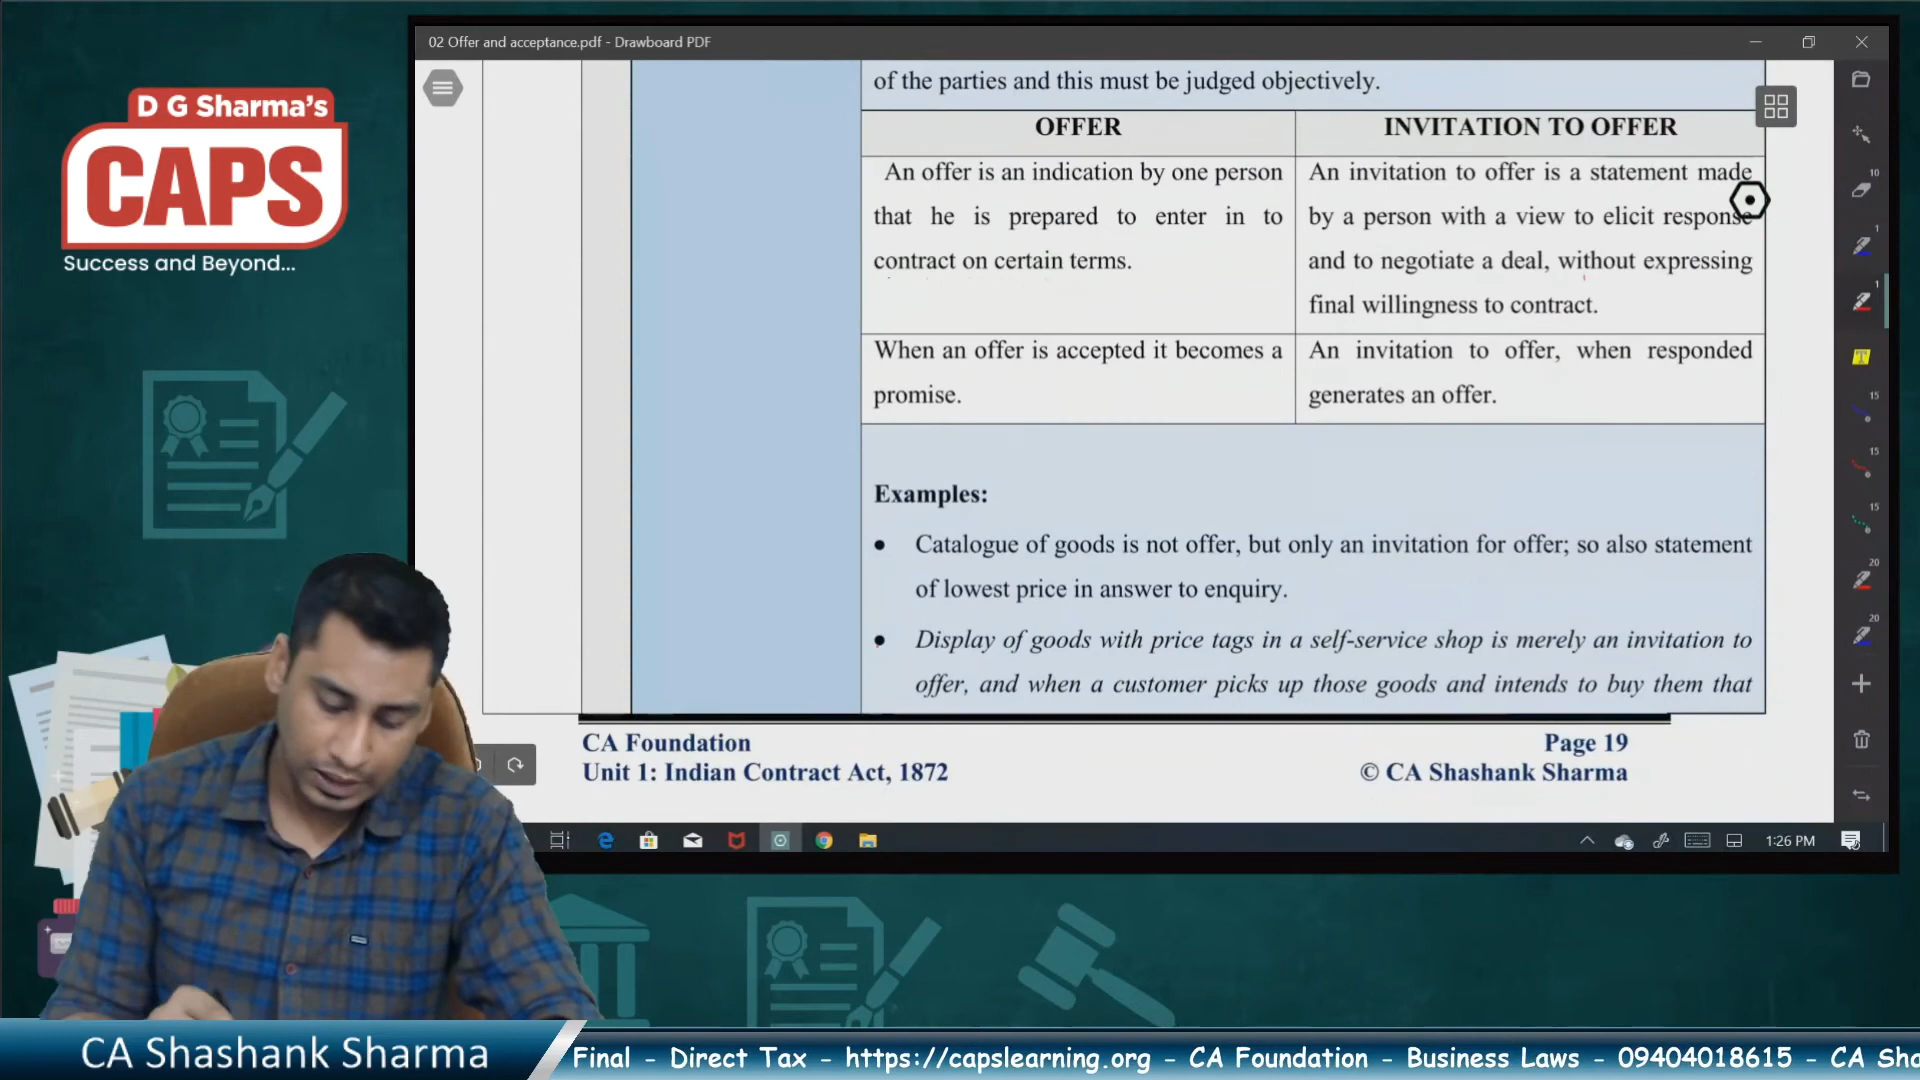 02 Offer and acceptance.pdf - Drawboard PDF
D G Sharma's
CAPS
Success and Beyond...
of the parties and this must be judged objectively.
OFFER
INVITATION TO OFFER
An offer is an indication by one person
that he is prepared to enter in to
contract on certain terms.
An invitation to offer is a statement made
by a person with a view to elicit response
and to negotiate a deal, without expressing
final willingness to contract.
When an offer is accepted it becomes a
promise.
An invitation to offer, when responded
generates an offer.
Examples:
• Catalogue of goods is not offer, but only an invitation for offer; so also statement
of lowest price in answer to enquiry.
• Display of goods with price tags in a self-service shop is merely an invitation to
offer, and when a customer picks up those goods and intends to buy them that
CA Foundation
Page 19
Unit 1: Indian Contract Act, 1872
© CA Shashank Sharma
10
1
1
T
15
15
15
20
20
1:26 PM
CA Shashank Sharma
Final - Direct Tax - https://capslearning.org - CA Foundation - Business Laws - 09404018615 - CA Sha